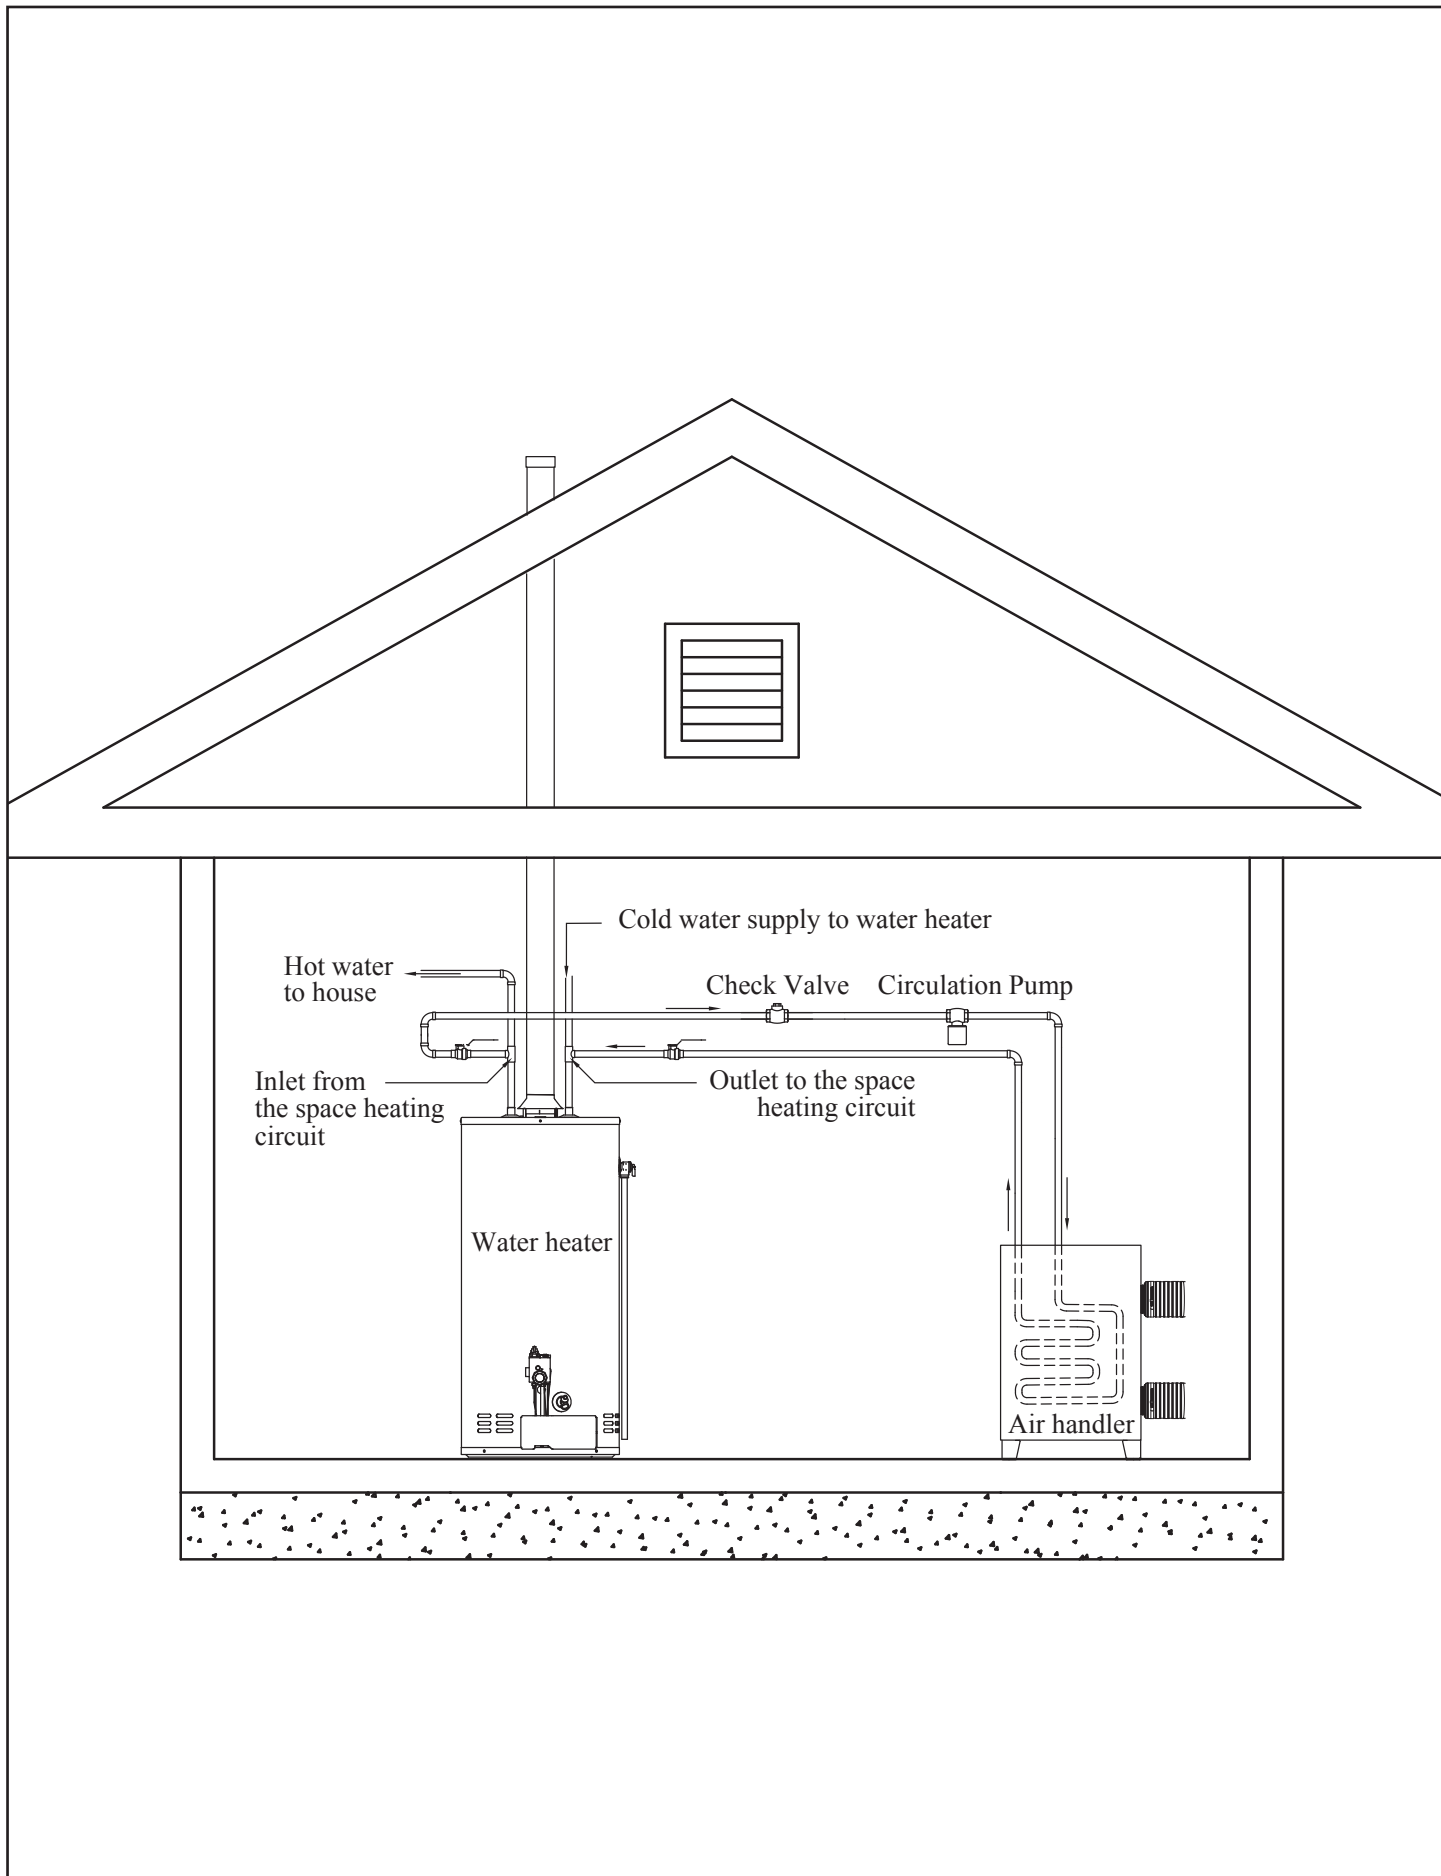 Cold water supply to water heater
Hot water
to house
Check Valve
Circulation Pump
Inlet from
the space heating
circuit
Outlet to the space
heating circuit
Water heater
Air handler